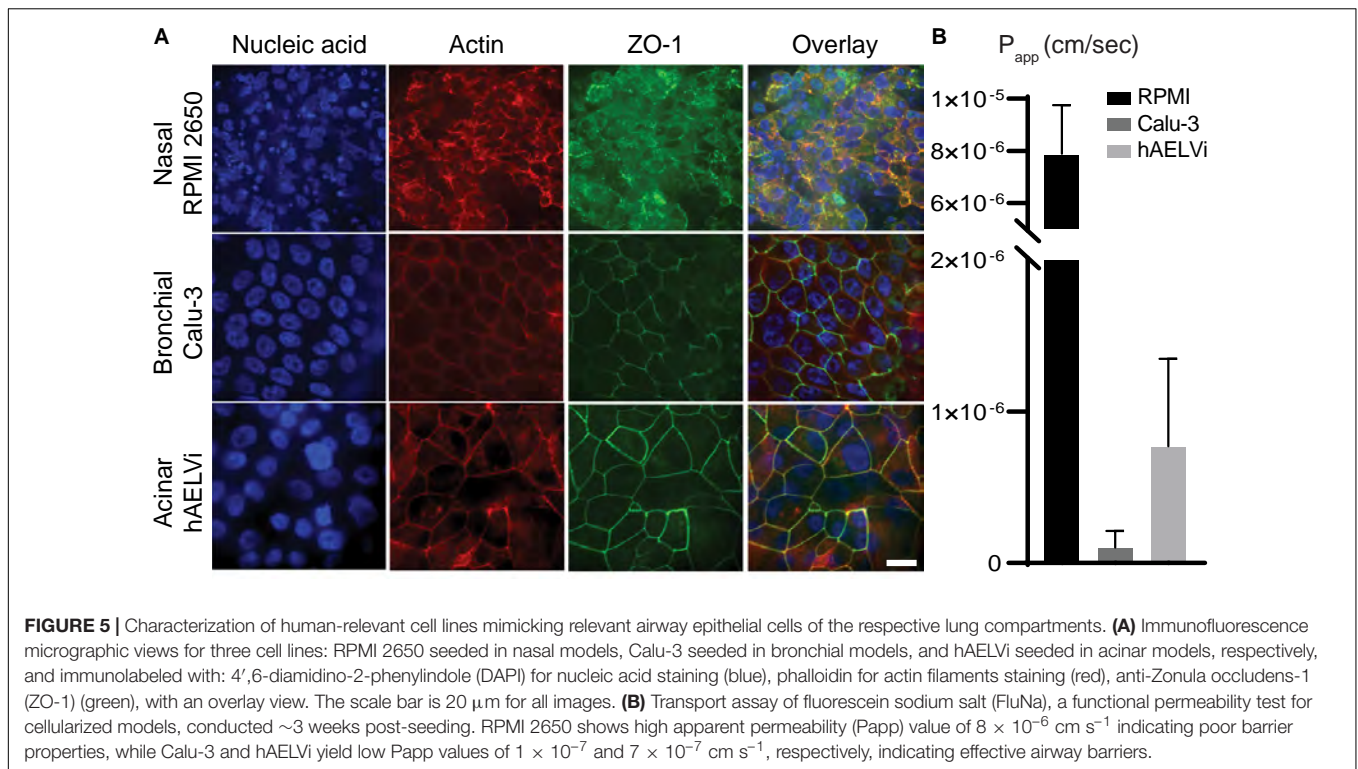 A
Nucleic acid Actin ZO-1 Overlay
Nasal
RPMI 2650
Bronchial
Calu-3
Acinar
hAELVi
B
Papp (cm/sec)
1×10-5
8×10-6
6×10-6
2×10-6
1×10-6
0
RPMI
Calu-3
hAELVi
FIGURE 5 | Characterization of human-relevant cell lines mimicking relevant airway epithelial cells of the respective lung compartments. (A) Immunofluorescence
micrographic views for three cell lines: RPMI 2650 seeded in nasal models, Calu-3 seeded in bronchial models, and hAELVi seeded in acinar models, respectively,
and immunolabeled with: 4′,6-diamidino-2-phenylindole (DAPI) for nucleic acid staining (blue), phalloidin for actin filaments staining (red), anti-Zonula occludens-1
(ZO-1) (green), with an overlay view. The scale bar is 20 μm for all images. (B) Transport assay of fluorescein sodium salt (FluNa), a functional permeability test for
cellularized models, conducted ∼3 weeks post-seeding. RPMI 2650 shows high apparent permeability (Papp) value of 8 × 10−6 cm s−1 indicating poor barrier
properties, while Calu-3 and hAELVi yield low Papp values of 1 × 10−7 and 7 × 10−7 cm s−1, respectively, indicating effective airway barriers.